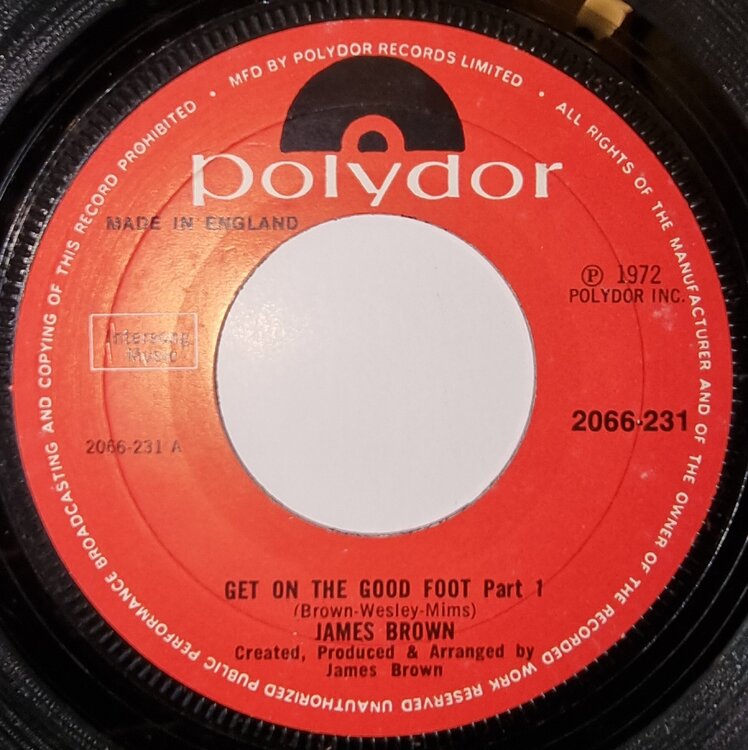 UNAUTHORIZED PUBLIC PERFORMANCE BROADCASTING AND COPYING OF THIS RECORD PROHIBITED • MFD BY POLYDOR RECORDS LIMITED • ALL RIGHTS OF THE MANUFACTURER AND OF THE OWNER OF THE RECORDED WORK RESERVED
polydor
MADE IN ENGLAND
℗ 1972
POLYDOR INC.
Intersong
Music
2066-231
2066-231 A
GET ON THE GOOD FOOT Part 1
(Brown-Wesley-Mims)
JAMES BROWN
Created, Produced & Arranged by
James Brown